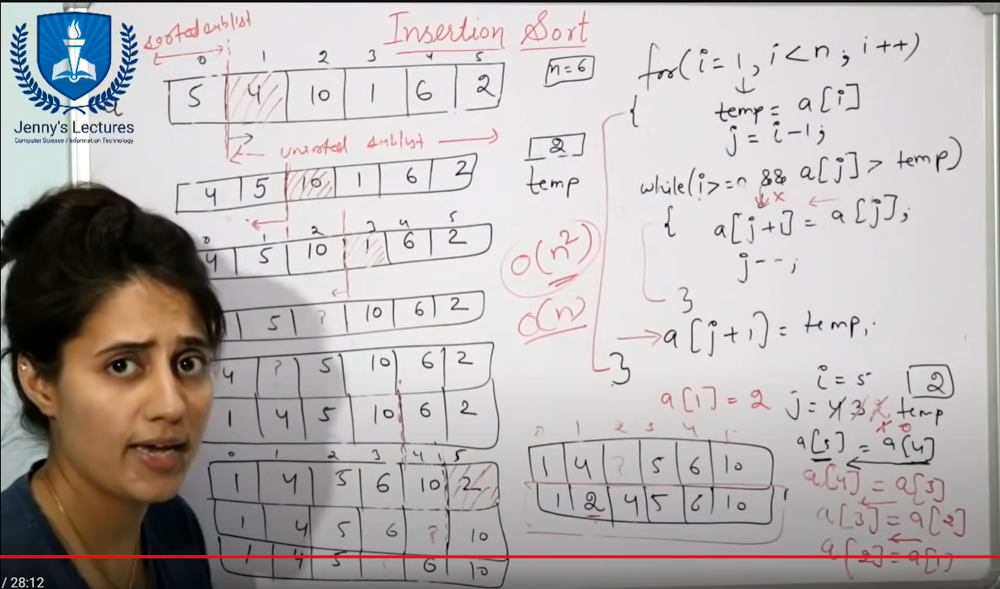 Jenny's Lectures
Computer Science / Information Technology
Insertion Sort
sorted sublist
n=6
0 1 2 3 4 5
a
5 4 10 1 6 2
unsorted sublist
4 5 10 1 6 2
0 1 2 3 4 5
4 5 10 1 6 2
5 ? 10 6 2
4 ? 5 10 6 2
1 4 5 10 6 2
0 1 2 3 4 5
1 4 5 6 10 2
1 4 5 6 ? 10
1 4 5 6 10
2
temp
O(n²)
O(n)
for(i=1, i<n; i++)
{
temp= a[i]
j= i-1;
while(j>=0 && a[j]> temp)
{ a[j+1] = a[j];
j--;
}
a[j+1]= temp;
}
a[1]=2
i=5
2
j=4 3 2 temp
1 0
a[5] = a[4]
a[4] = a[3]
a[3]=a[2]
a[2]=a[1]
0 1 2 3 4 5
1 4 ? 5 6 10
1 2 4 5 6 10
/ 28:12